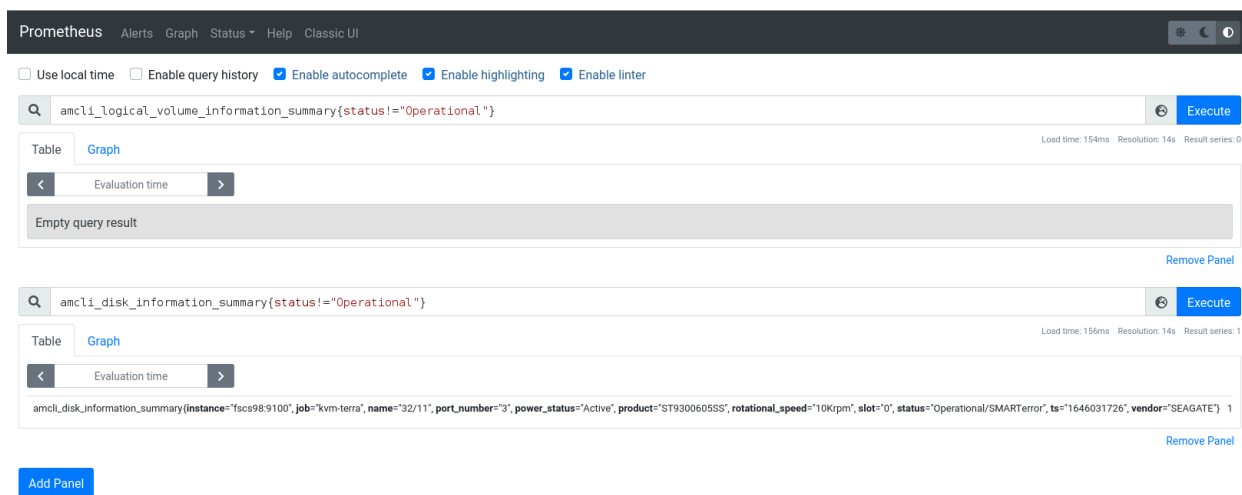 Prometheus Alerts Graph Status Help Classic UI
Use local time Enable query history Enable autocomplete Enable highlighting Enable linter
amcli_logical_volume_information_summary{status!="Operational"} Execute
Load time: 154ms Resolution: 14s Result series: 0
Table Graph
Evaluation time
Empty query result
Remove Panel
amcli_disk_information_summary{status!="Operational"} Execute
Load time: 156ms Resolution: 14s Result series: 1
Table Graph
Evaluation time
amcli_disk_information_summary{instance="fscs98:9100", job="kvm-terra", name="32/11", port_number="3", power_status="Active", product="ST9300605SS", rotational_speed="10Krpm", slot="0", status="Operational/SMARTerror", ts="1646031726", vendor="SEAGATE"} 1
Remove Panel
Add Panel